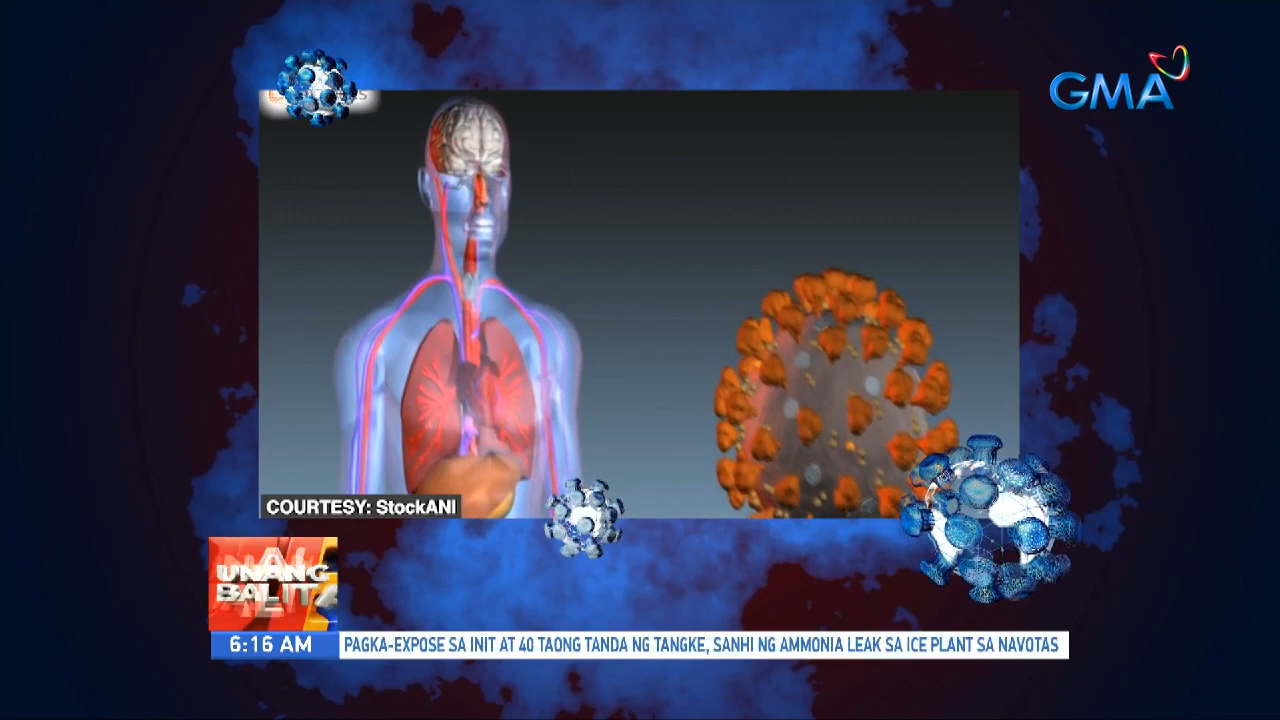 GMA
COURTESY: StockANI
UNANG
BALITA
6:16 AM
PAGKA-EXPOSE SA INIT AT 40 TAONG TANDA NG TANGKE, SANHI NG AMMONIA LEAK SA ICE PLANT SA NAVOTAS